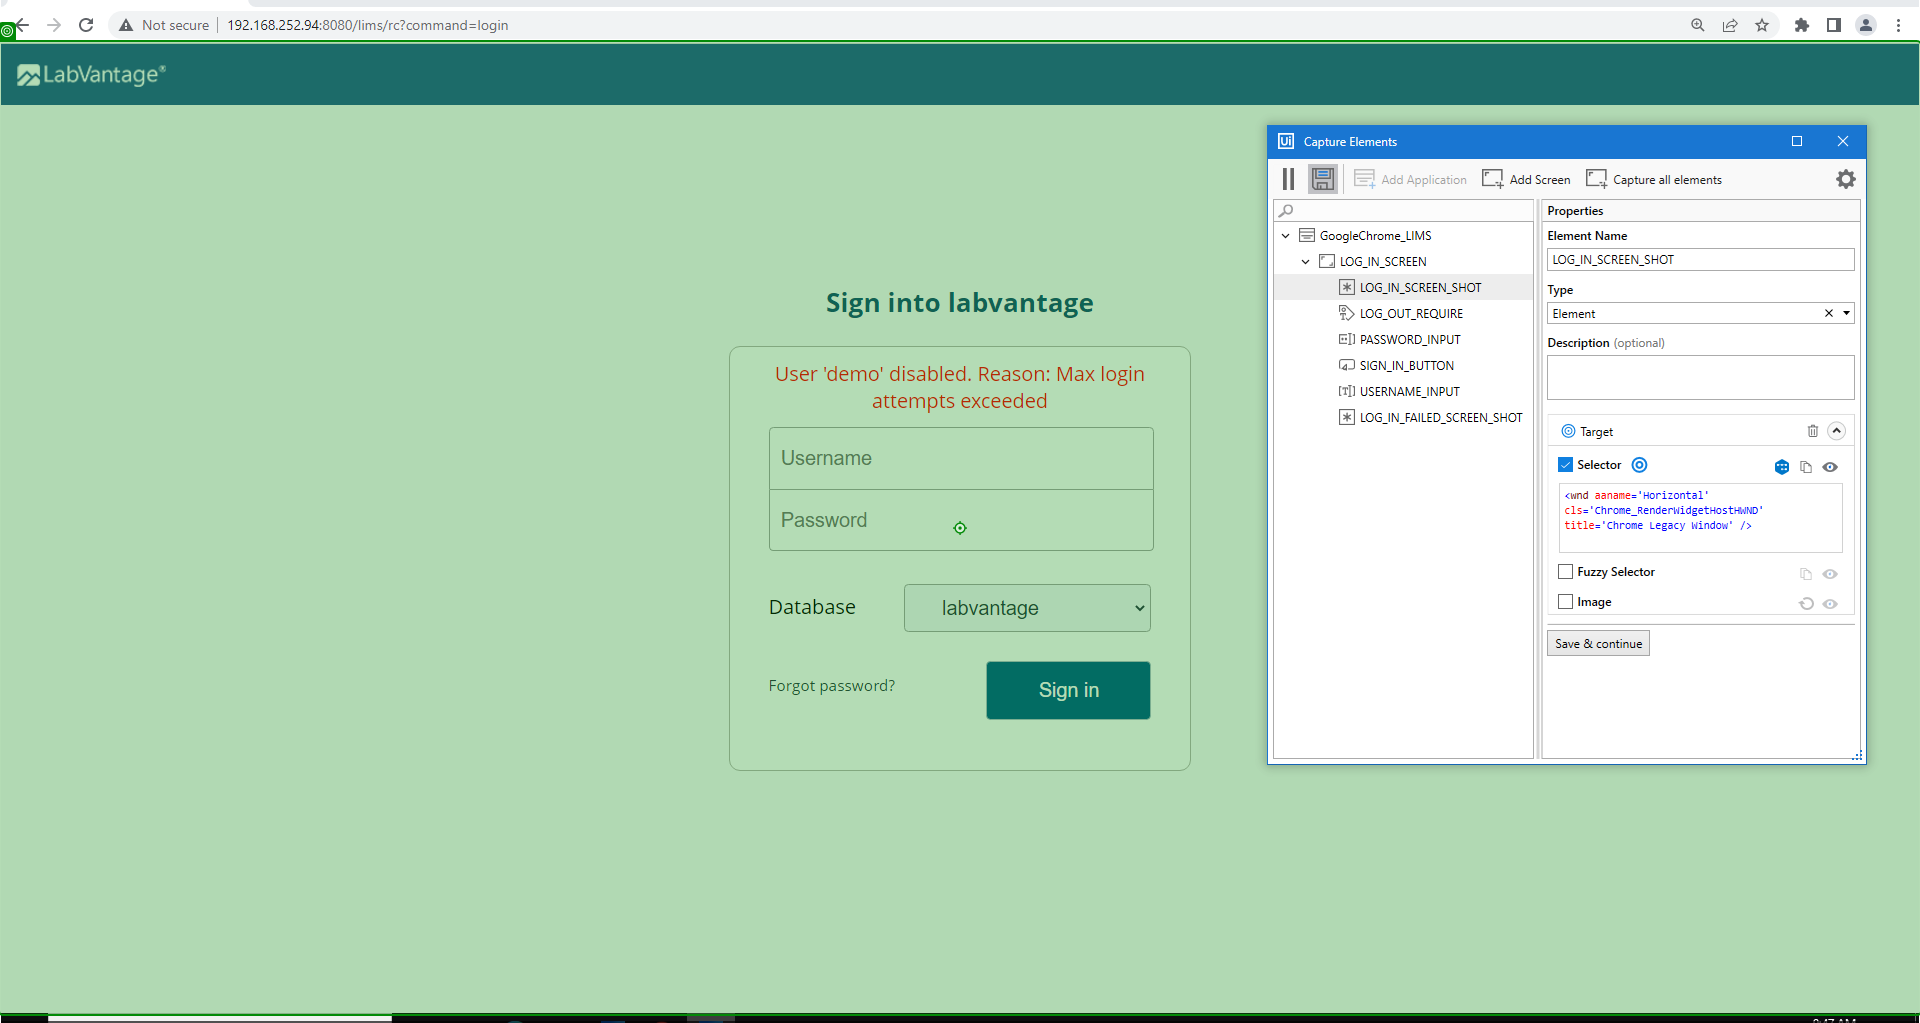 Not secure
192.168.252.94:8080/lims/rc?command=login
LabVantage®
Sign into labvantage
User 'demo' disabled. Reason: Max login
attempts exceeded
Username
Password
Database
labvantage
Forgot password?
Sign in
Ui
Capture Elements
Add Application
Add Screen
Capture all elements
GoogleChrome_LIMS
LOG_IN_SCREEN
LOG_IN_SCREEN_SHOT
LOG_OUT_REQUIRE
PASSWORD_INPUT
SIGN_IN_BUTTON
USERNAME_INPUT
LOG_IN_FAILED_SCREEN_SHOT
Properties
Element Name
LOG_IN_SCREEN_SHOT
Type
Element
Description (optional)
Target
Selector
<wnd aaname='Horizontal'
cls='Chrome_RenderWidgetHostHWND'
title='Chrome Legacy Window' />
Fuzzy Selector
Image
Save & continue